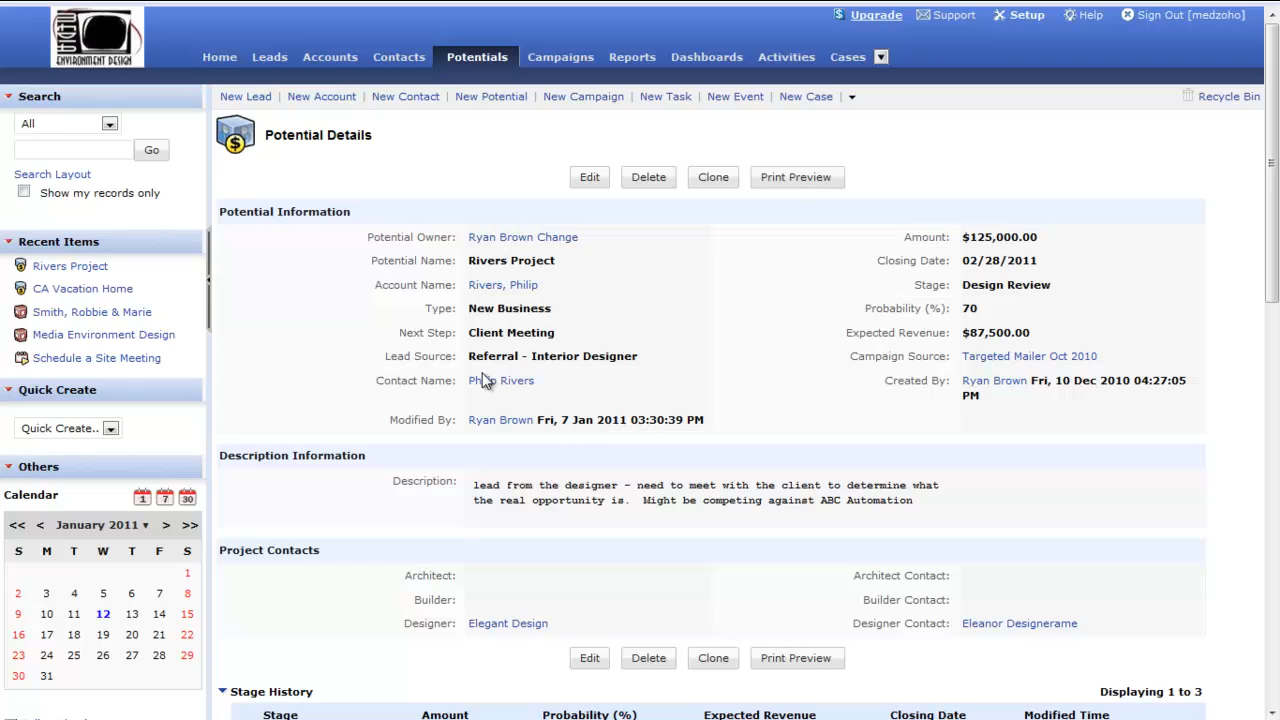 MEDIA
ENVIRONMENT DESIGN
$ Upgrade Support Setup Help Sign Out [medzoho]
Home Leads Accounts Contacts Potentials Campaigns Reports Dashboards Activities Cases
Search
New Lead | New Account | New Contact | New Potential | New Campaign | New Task | New Event | New Case | Recycle Bin
All
Potential Details
Go
Search Layout
Show my records only
Edit Delete Clone Print Preview
Potential Information
Potential Owner: Ryan Brown Change Amount: $125,000.00
Recent Items
Potential Name: Rivers Project Closing Date: 02/28/2011
Rivers Project
Account Name: Rivers, Philip Stage: Design Review
CA Vacation Home
Type: New Business Probability (%): 70
Smith, Robbie & Marie
Next Step: Client Meeting Expected Revenue: $87,500.00
Media Environment Design
Lead Source: Referral - Interior Designer Campaign Source: Targeted Mailer Oct 2010
Schedule a Site Meeting
Contact Name: Philip Rivers Created By: Ryan Brown Fri, 10 Dec 2010 04:27:05
PM
Quick Create
Modified By: Ryan Brown Fri, 7 Jan 2011 03:30:39 PM
Quick Create..
Description Information
Others
Description: lead from the designer - need to meet with the client to determine what
the real opportunity is. Might be competing against ABC Automation
Calendar 1 7 30
<< < January 2011 > >>
S M T W T F S
1
2 3 4 5 6 7 8
9 10 11 12 13 14 15
16 17 18 19 20 21 22
23 24 25 26 27 28 29
30 31
Project Contacts
Architect: Architect Contact:
Builder: Builder Contact:
Designer: Elegant Design Designer Contact: Eleanor Designerame
Edit Delete Clone Print Preview
Stage History Displaying 1 to 3
Stage Amount Probability (%) Expected Revenue Closing Date Modified Time